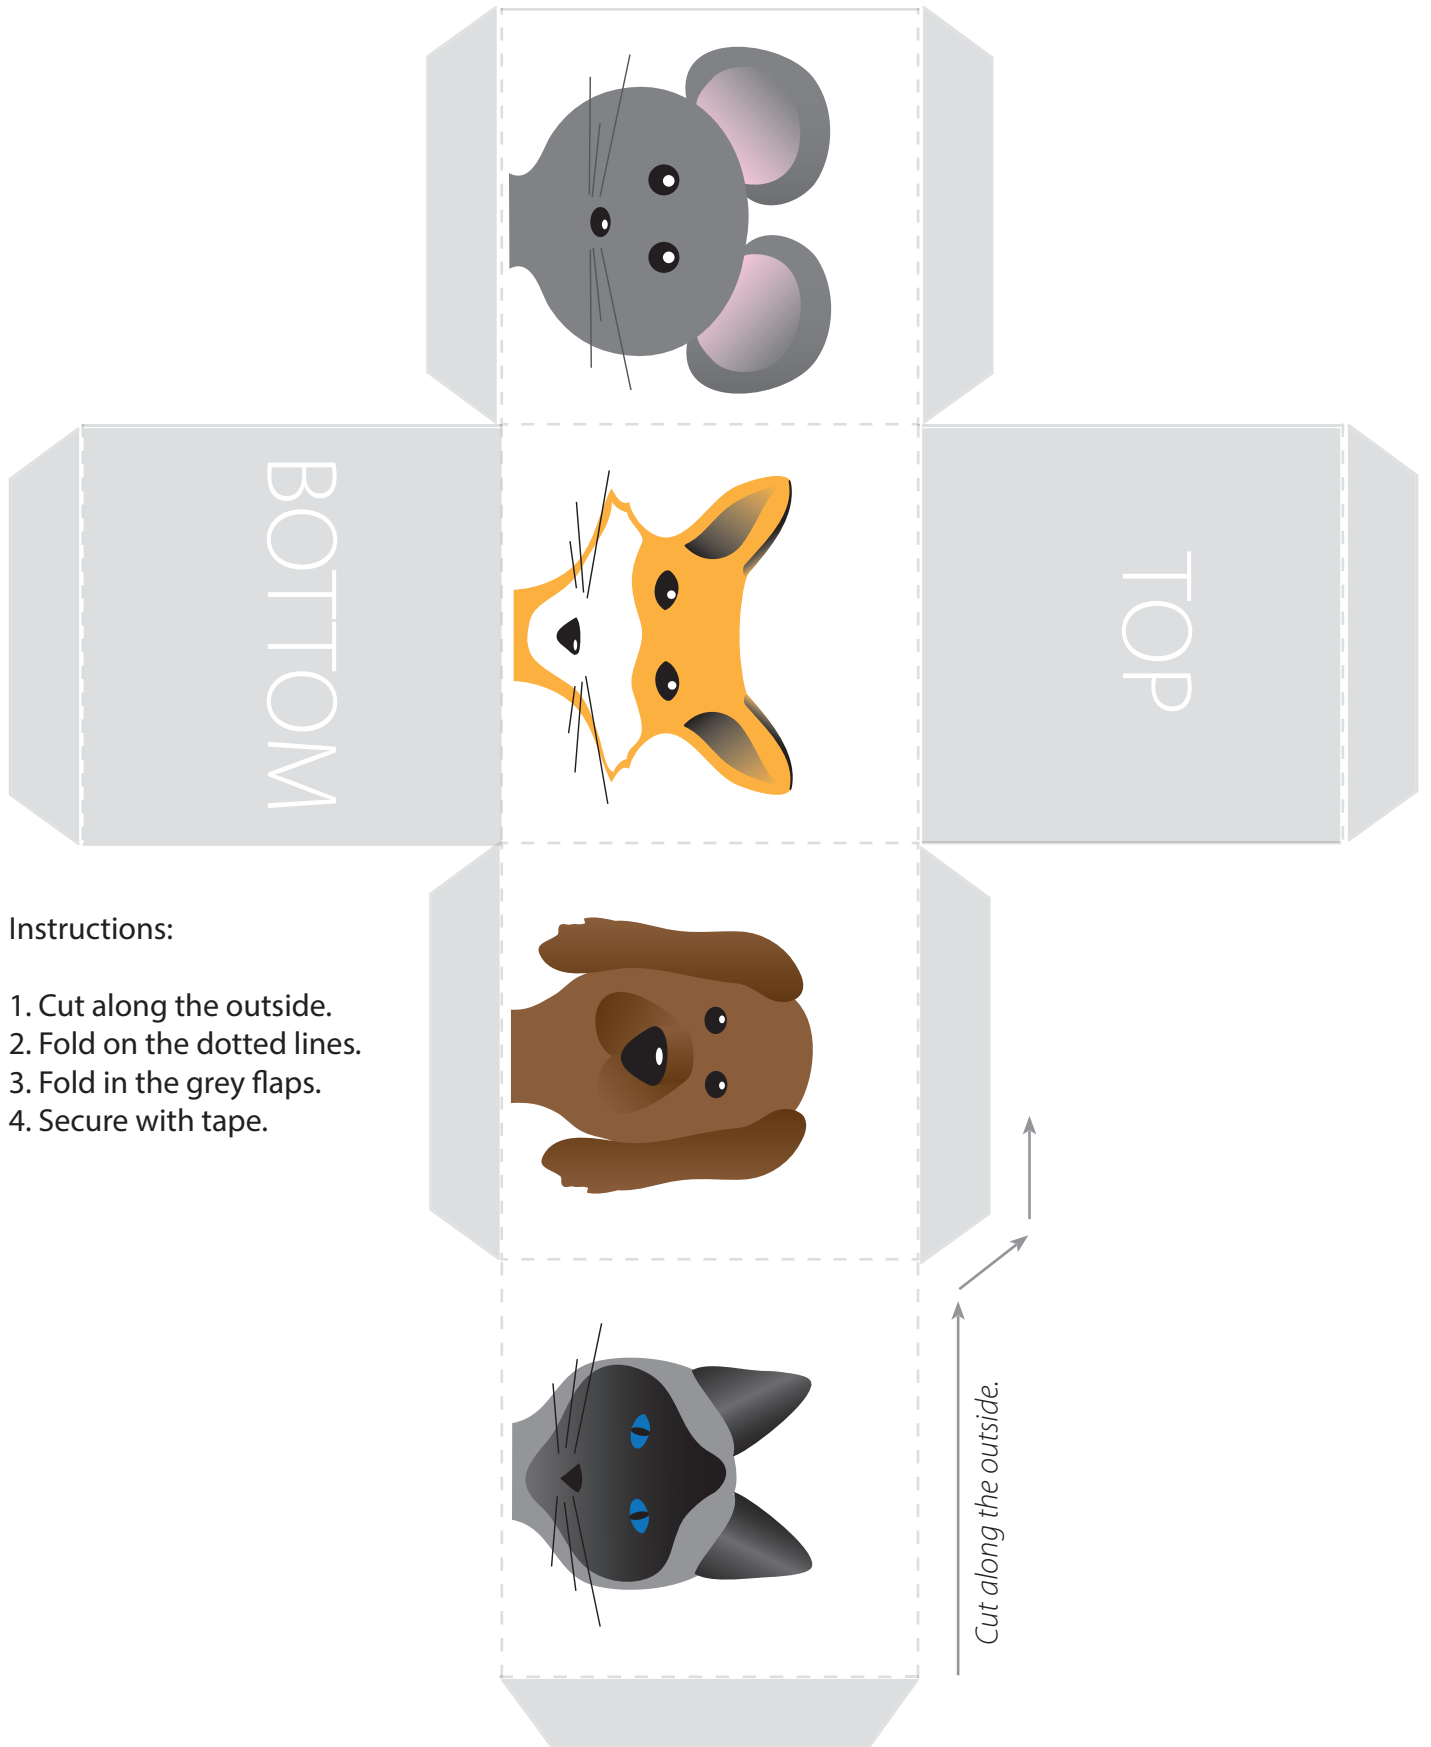 BOTTOM
TOP
Instructions:
1. Cut along the outside.
2. Fold on the dotted lines.
3. Fold in the grey flaps.
4. Secure with tape.
Cut along the outside.